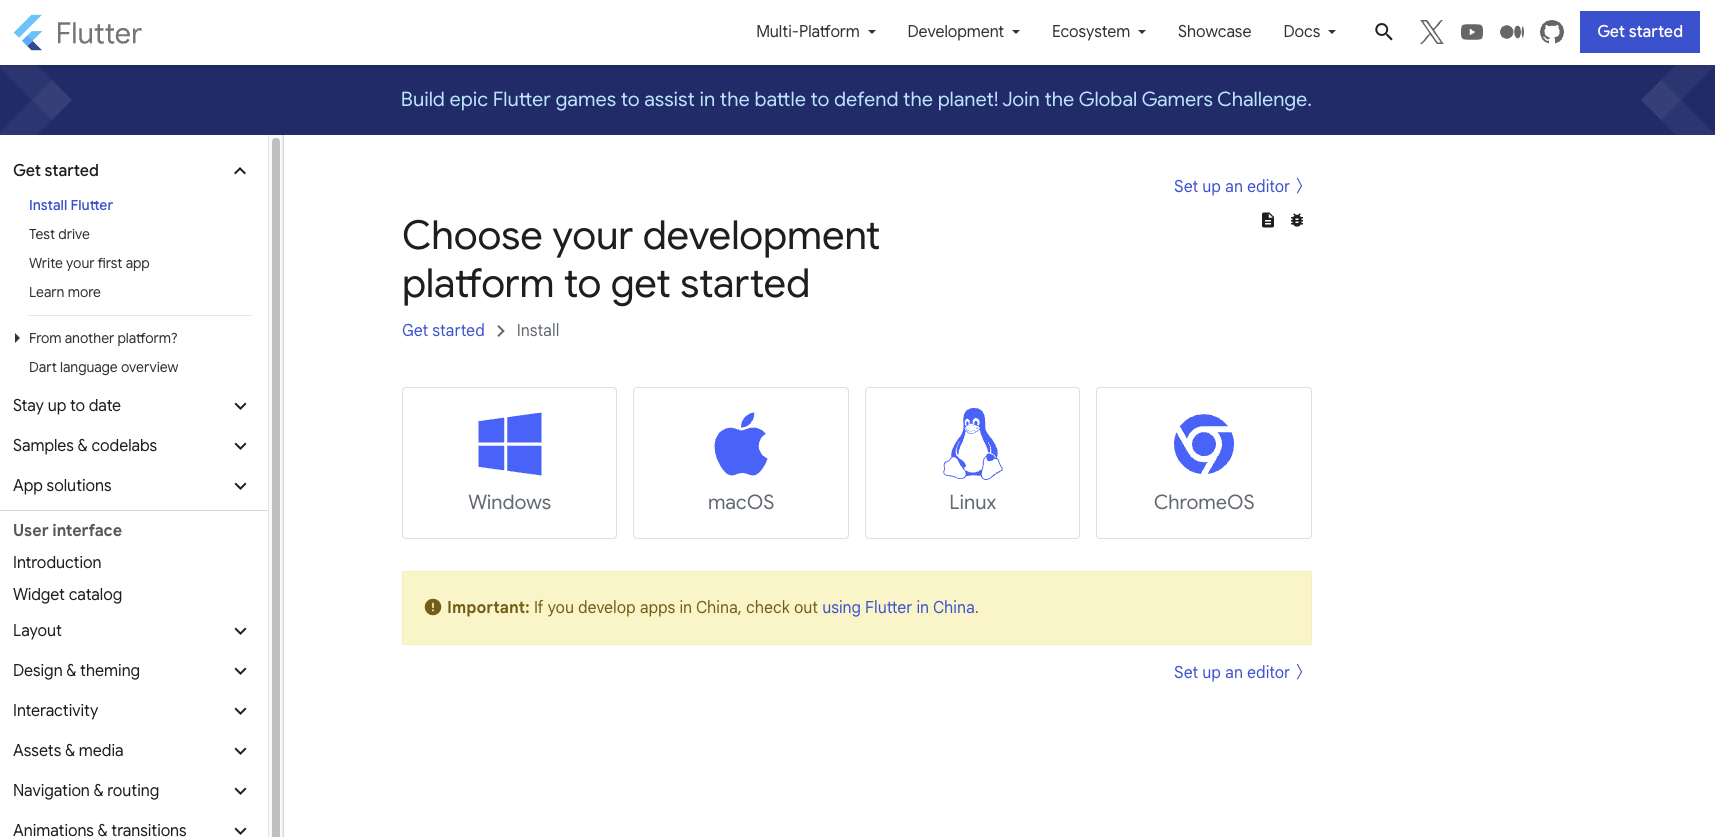 Flutter
Multi-Platform
Development
Ecosystem
Showcase
Docs
Get started
Build epic Flutter games to assist in the battle to defend the planet! Join the Global Gamers Challenge.
Get started
Install Flutter
Test drive
Write your first app
Learn more
From another platform?
Dart language overview
Stay up to date
Samples & codelabs
App solutions
User interface
Introduction
Widget catalog
Layout
Design & theming
Interactivity
Assets & media
Navigation & routing
Animations & transitions
Set up an editor
Choose your development
platform to get started
Get started
Install
Windows
macOS
Linux
ChromeOS
Important: If you develop apps in China, check out using Flutter in China.
Set up an editor